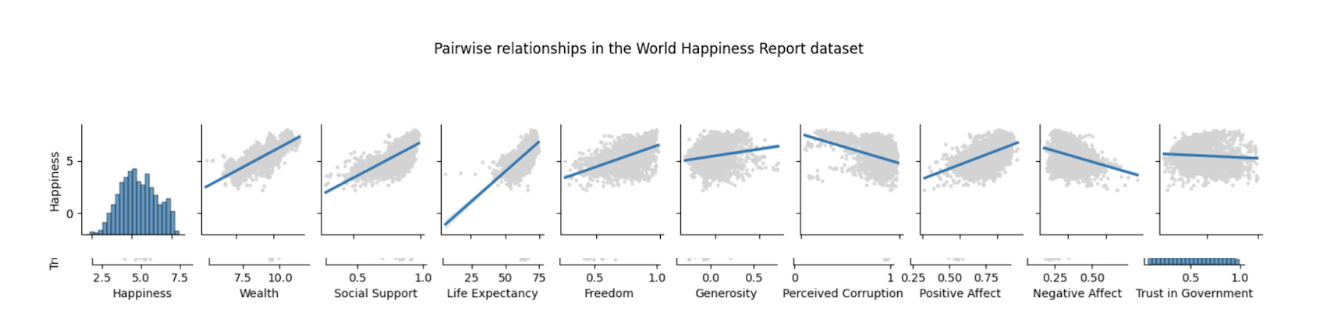 Pairwise relationships in the World Happiness Report dataset
Happiness
5
0
2.5 5.0 7.5 7.5 10.0 0.5 1.0 25 50 75 0.5 1.0 0.0 0.5 0 1 0.25 0.50 0.75 0.25 0.50 0.5 1.0
Happiness Wealth Social Support Life Expectancy Freedom Generosity Perceived Corruption Positive Affect Negative Affect Trust in Government